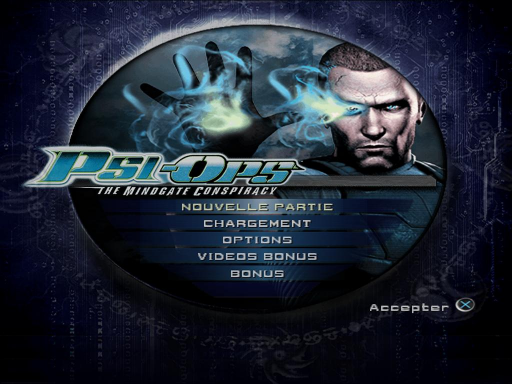 PSI-OPS
THE MINDGATE CONSPIRACY
NOUVELLE PARTIE
CHARGEMENT
OPTIONS
VIDEOS BONUS
BONUS
Accepter